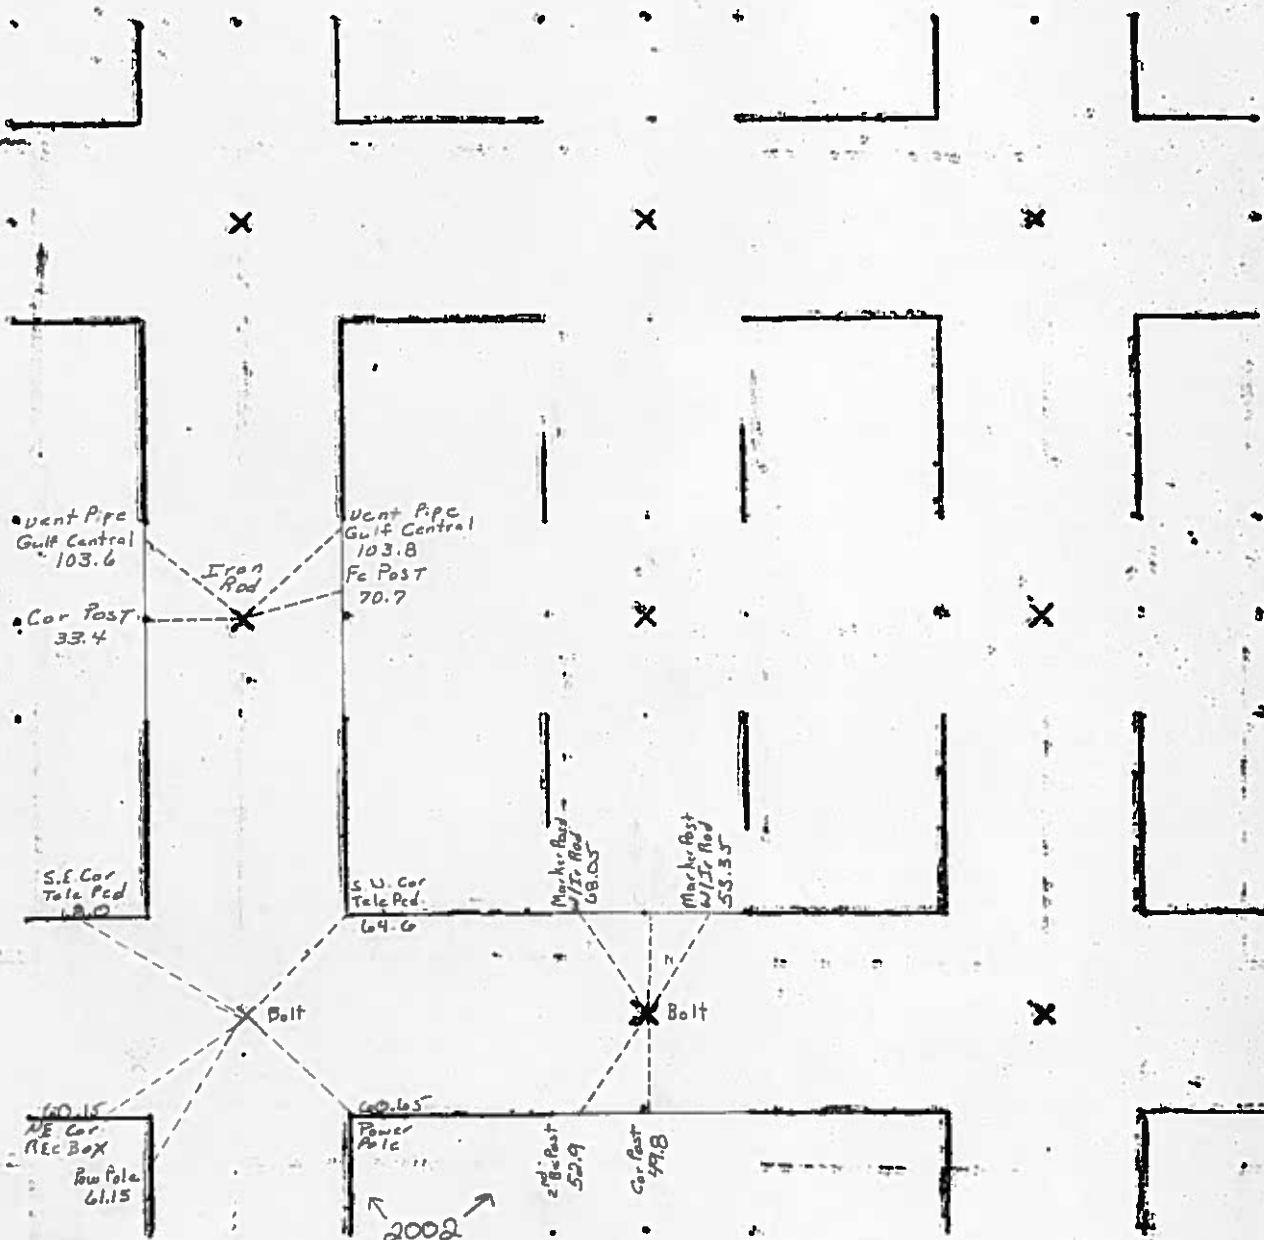 Vent Pipe
Gulf Central
103.6
Vent Pipe
Gulf Central
103.8
Iron
Rod
Fc Post
70.7
Cor Post
33.4
S.E. Cor
Tele Ped
S.W. Cor
Tele Ped.
64.6
Marker Post
W/Ir Rod
68.05
Marker Post
W/Ir Rod
53.35
N
Bolt
Bolt
60.15
N.E. Cor
REC Box
Pow Pole
61.15
60.65
Power
Pole
2nd Bc Post
52.9
Cor Post
49.8
2002